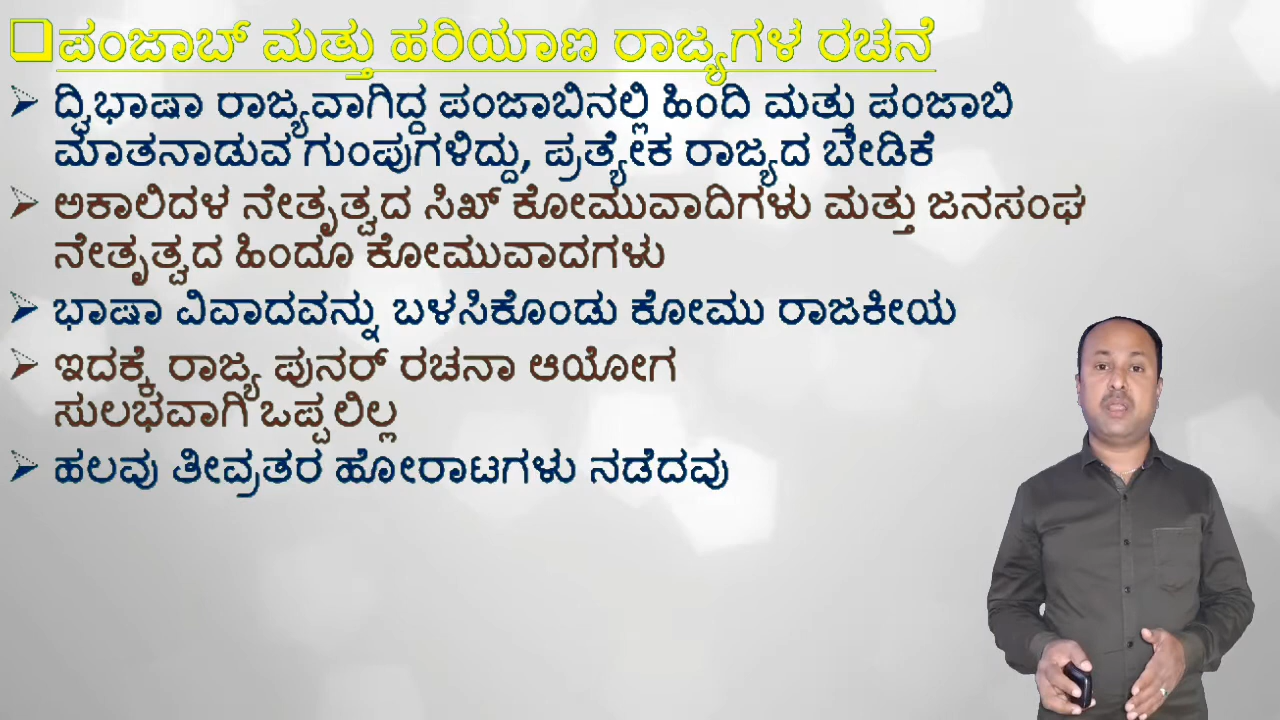 ಪಂಜಾಬ್ ಮತ್ತು ಹರಿಯಾಣ ರಾಜ್ಯಗಳ ರಚನೆ
ದ್ವಿಭಾಷಾ ರಾಜ್ಯವಾಗಿದ್ದ ಪಂಜಾಬಿನಲ್ಲಿ ಹಿಂದಿ ಮತ್ತು ಪಂಜಾಬಿ
ಮಾತನಾಡುವ ಗುಂಪುಗಳಿದ್ದು, ಪ್ರತ್ಯೇಕ ರಾಜ್ಯದ ಬೇಡಿಕೆ
ಅಕಾಲಿದಳ ನೇತೃತ್ವದ ಸಿಖ್ ಕೋಮುವಾದಿಗಳು ಮತ್ತು ಜನಸಂಘ
ನೇತೃತ್ವದ ಹಿಂದೂ ಕೋಮುವಾದಗಳು
ಭಾಷಾ ವಿವಾದವನ್ನು ಬಳಸಿಕೊಂಡು ಕೋಮು ರಾಜಕೀಯ
ಇದಕ್ಕೆ ರಾಜ್ಯ ಪುನರ್ ರಚನಾ ಆಯೋಗ
ಸುಲಭವಾಗಿ ಒಪ್ಪಲಿಲ್ಲ
ಹಲವು ತೀವ್ರತರ ಹೋರಾಟಗಳು ನಡೆದವು